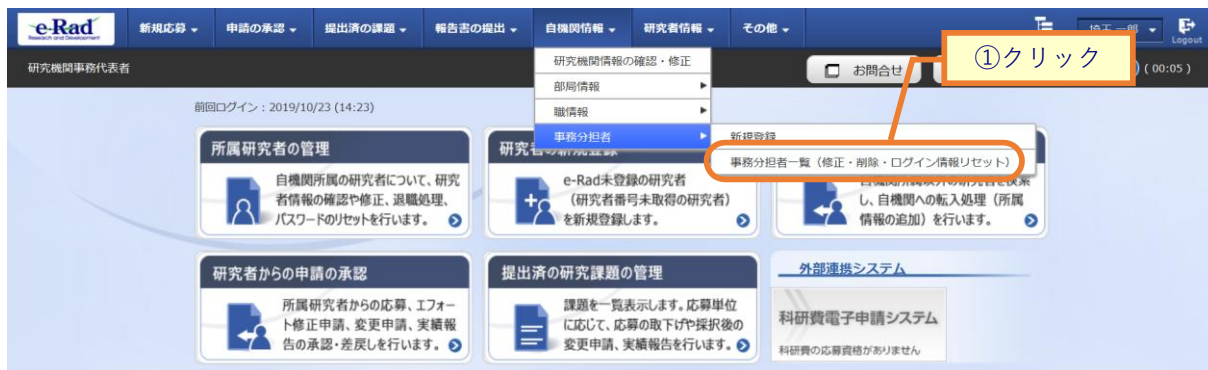 e-Rad
Research and Development
新規応募
申請の承認
提出済の課題
報告書の提出
自機関情報
研究者情報
その他
Logout
研究機関事務代表者
お問合せ
( 00:05 )
①クリック
研究機関情報の確認・修正
部局情報
職情報
事務分担者
新規登録
事務分担者一覧（修正・削除・ログイン情報リセット）
前回ログイン：2019/10/23 (14:23)
所属研究者の管理
自機関所属の研究者について、研究
者情報の確認や修正、退職処理、
パスワードのリセットを行います。
e-Rad未登録の研究者
（研究者番号未取得の研究者）
を新規登録します。
し、自機関への転入処理（所属
情報の追加）を行います。
研究者からの申請の承認
所属研究者からの応募、エフォー
ト修正申請、変更申請、実績報
告の承認・差戻しを行います。
提出済の研究課題の管理
課題を一覧表示します。応募単位
に応じて、応募の取下げや採択後の
変更申請、実績報告を行います。
外部連携システム
科研費電子申請システム
科研費の応募資格がありません